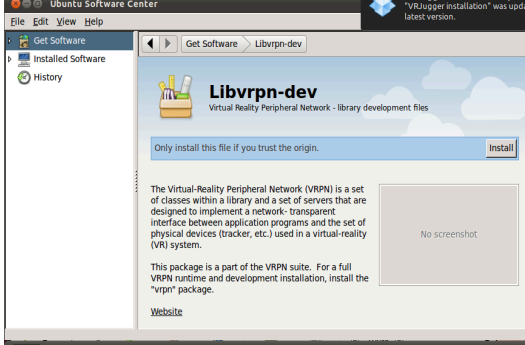 Ubuntu Software Center
"VRJugger installation" was upd
latest version.
File Edit View Help
Get Software
Installed Software
History
Get Software Libvrpn-dev
Libvrpn-dev
Virtual Reality Peripheral Network - library development files
Only install this file if you trust the origin.
Install
The Virtual-Reality Peripheral Network (VRPN) is a set
of classes within a library and a set of servers that are
designed to implement a network- transparent
interface between application programs and the set of
physical devices (tracker, etc.) used in a virtual-reality
(VR) system.
No screenshot
This package is a part of the VRPN suite. For a full
VRPN runtime and development installation, install the
"vrpn" package.
Website